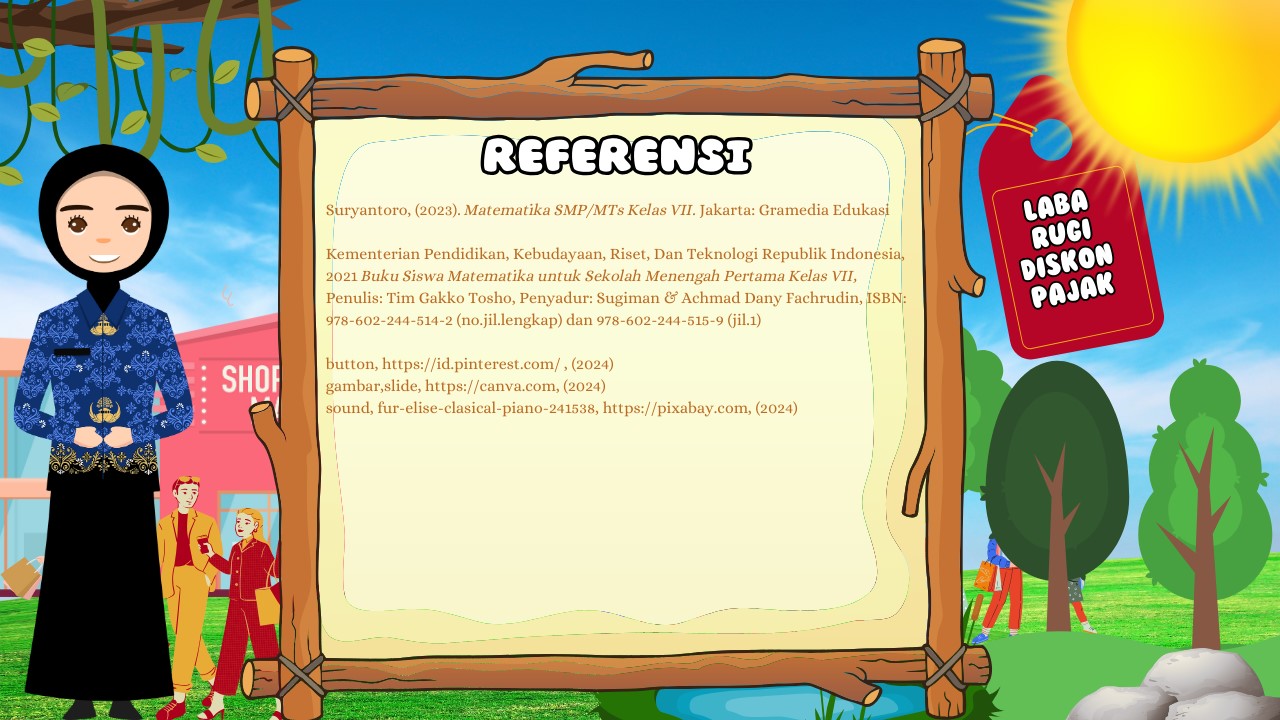 REFERENSI
Suryantoro, (2023). Matematika SMP/MTs Kelas VII. Jakarta: Gramedia Edukasi
Kementerian Pendidikan, Kebudayaan, Riset, Dan Teknologi Republik Indonesia,
2021 Buku Siswa Matematika untuk Sekolah Menengah Pertama Kelas VII,
Penulis: Tim Gakko Tosho, Penyadur: Sugiman & Achmad Dany Fachrudin, ISBN:
978-602-244-514-2 (no.jil.lengkap) dan 978-602-244-515-9 (jil.1)
button, https://id.pinterest.com/ , (2024)
gambar,slide, https://canva.com, (2024)
sound, fur-elise-clasical-piano-241538, https://pixabay.com, (2024)
LABA
RUGI
DISKON
PAJAK
SHOP